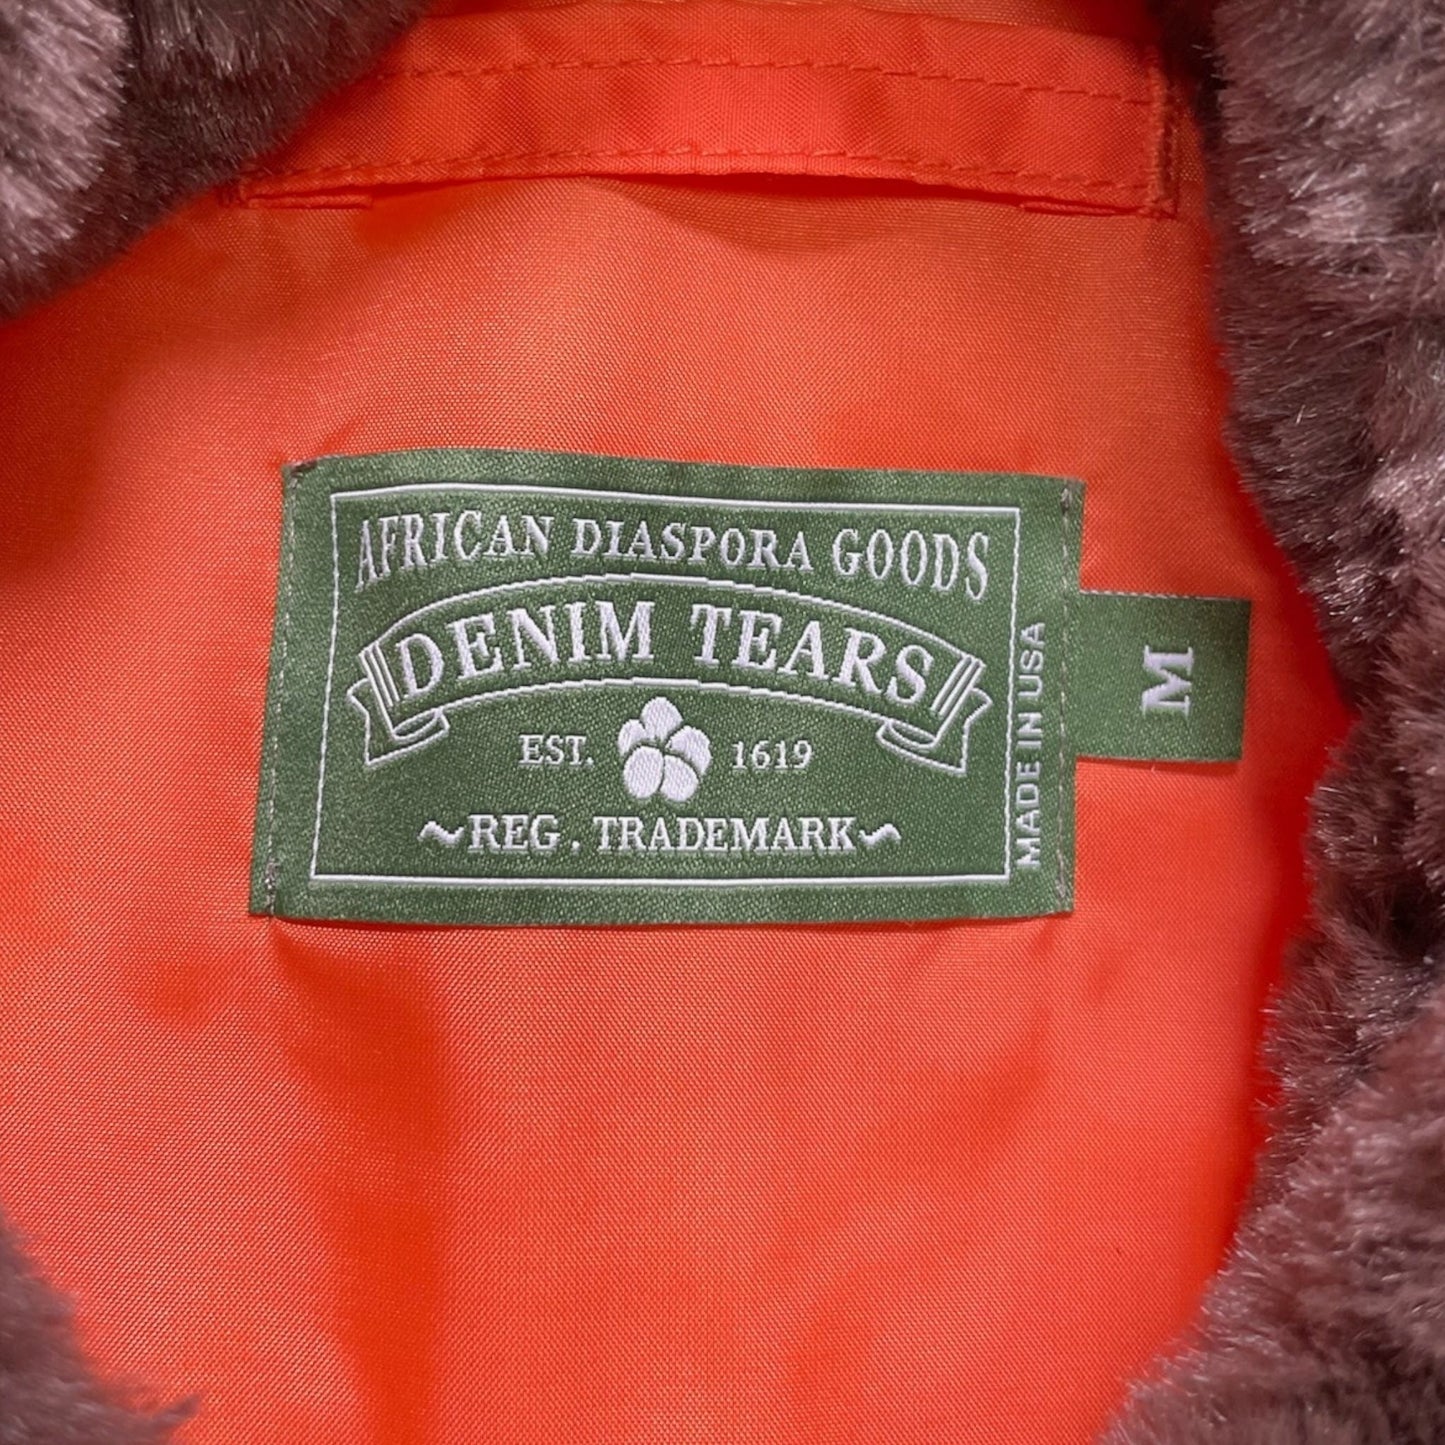 AFRICAN DIASPORA GOODS
DENIM TEARS
EST. 1619
~REG. TRADEMARK~
MADE IN USA
M